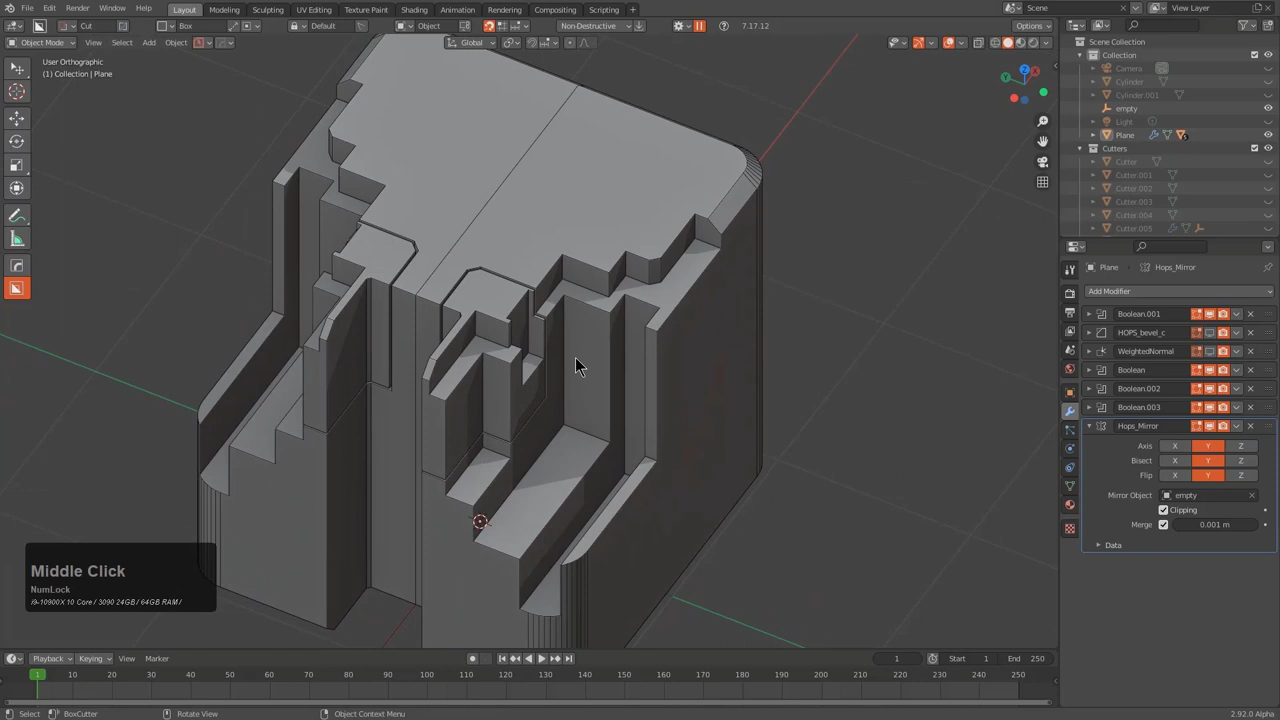 File Edit Render Window Help Layout Modeling Sculpting UV Editing Texture Paint Shading Animation Rendering Compositing Scripting + Scene View Layer
Cut Box Default Object Non-Destructive 7.17.12 Options
Object Mode View Select Add Object Global
User Orthographic
(1) Collection | Plane
Z
X
Y
Scene Collection
Collection
Camera
Cylinder
Cylinder.001
empty
Light
Plane
Cutters
Cutter
Cutter.001
Cutter.002
Cutter.003
Cutter.004
Cutter.005
Plane Hops_Mirror
Add Modifier
Boolean.001
HOPS_bevel_c
WeightedNormal
Boolean
Boolean.002
Boolean.003
Hops_Mirror
Axis X Y Z
Bisect X Y Z
Flip X Y Z
Mirror Object empty
Clipping
Merge 0.001 m
Data
Middle Click
NumLock
i9-10900X 10 Core / 3090 24GB / 64GB RAM /
Playback Keying View Marker 1 Start 1 End 250
1 10 20 30 40 50 60 70 80 90 100 110 120 130 140 150 160 170 180 190 200 210 220 230 240 250
Select BoxCutter Rotate View Object Context Menu 2.92.0 Alpha